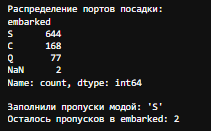 Распределение портов посадки:
embarked
S      644
C      168
Q       77
NaN      2
Name: count, dtype: int64

Заполнили пропуски модой: 'S'
Осталось пропусков в embarked: 2